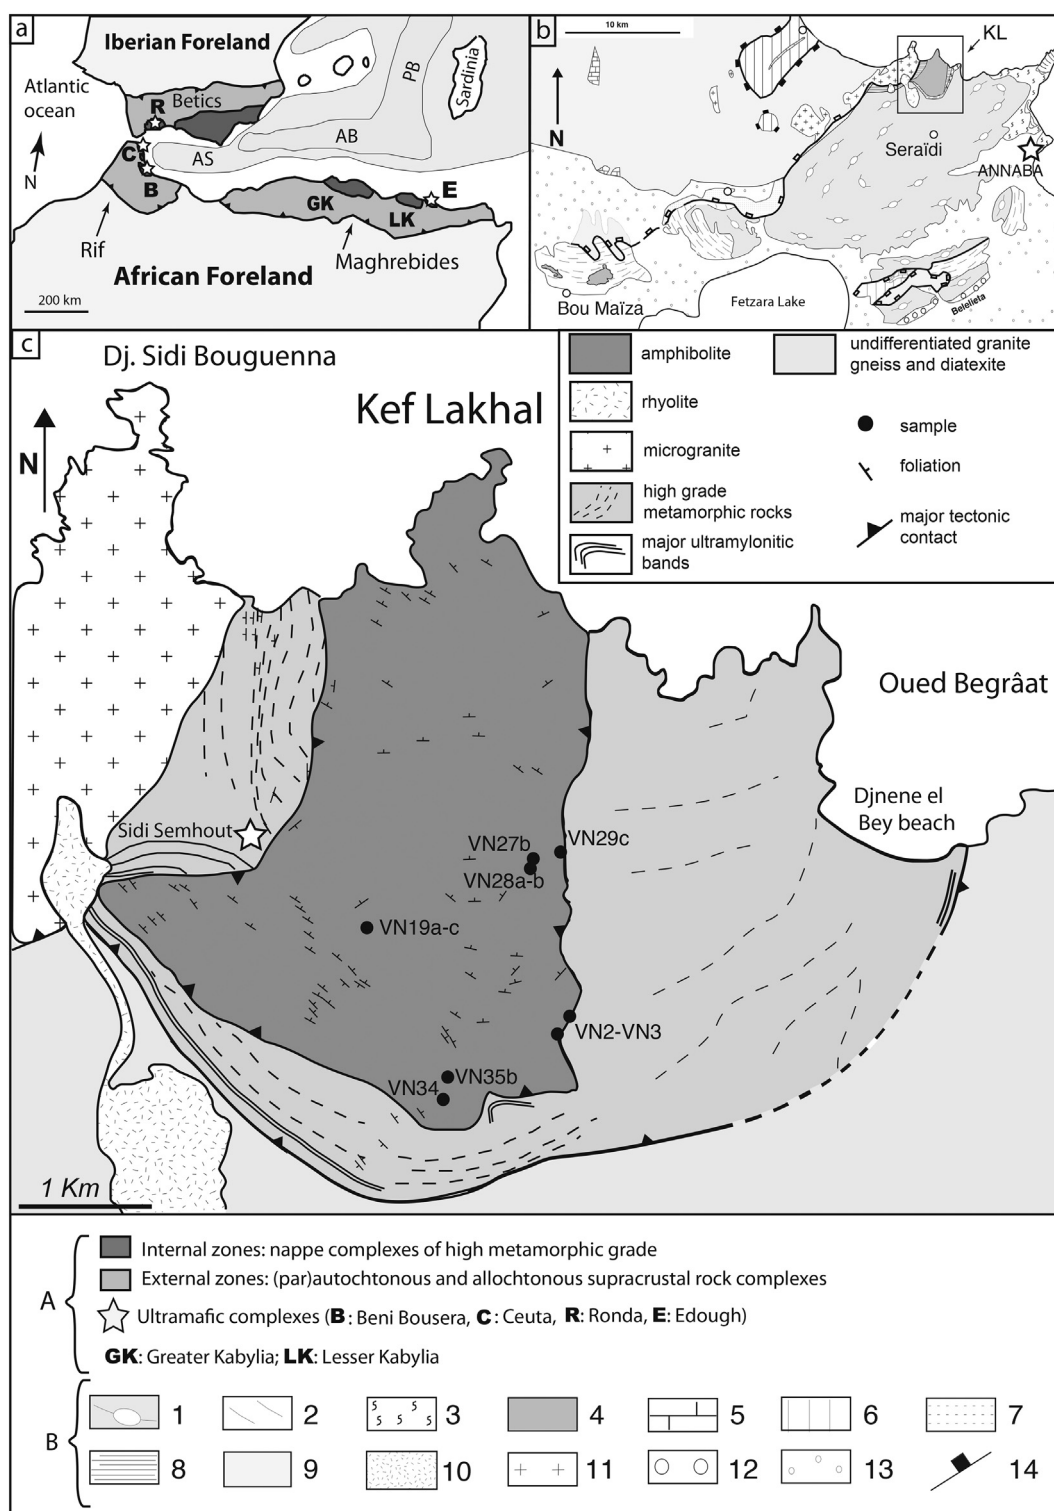 a
Iberian Foreland
Atlantic
ocean
N
R
Betics
C
B
AS
AB
PB
Sardinia
GK
LK
E
Rif
Maghrebides
African Foreland
200 km
b
10 km
KL
N
Seraïdi
ANNABA
Bou Maïza
Fetzara Lake
Belelieta
c
Dj. Sidi Bouguenna
Kef Lakhal
N
amphibolite
undifferentiated granite
gneiss and diatexite
rhyolite
microgranite
high grade
metamorphic rocks
major ultramylonitic
bands
sample
foliation
major tectonic
contact
Oued Begrâat
Djnene el
Bey beach
Sidi Semhout
VN27b
VN29c
VN28a-b
VN19a-c
VN2-VN3
VN35b
VN34
1 Km
A
Internal zones: nappe complexes of high metamorphic grade
External zones: (par)autochtonous and allochtonous supracrustal rock complexes
Ultramafic complexes (B: Beni Bousera, C: Ceuta, R: Ronda, E: Edough)
GK: Greater Kabylia; LK: Lesser Kabylia
B
1 2 3 4 5 6 7
8 9 10 11 12 13 14